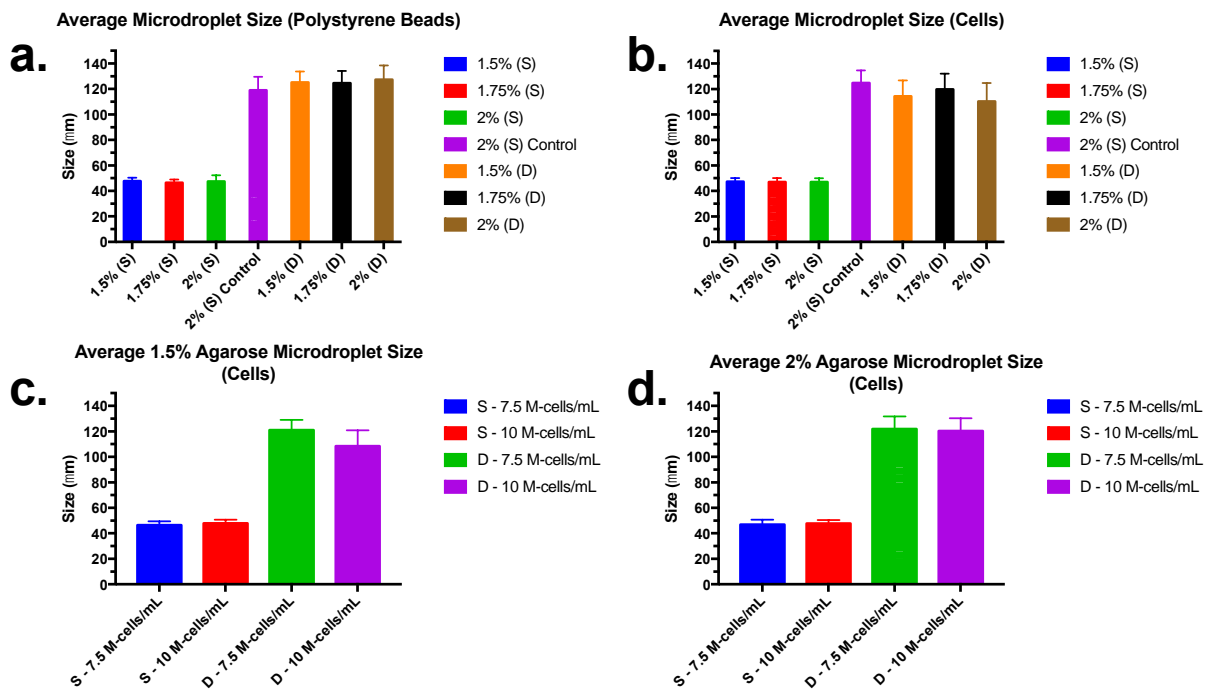 Average Microdroplet Size (Polystyrene Beads)
a.
Size (mm)
140
120
100
80
60
40
20
0
1.5% (S)
1.75% (S)
2% (S)
2% (S) Control
1.5% (D)
1.75% (D)
2% (D)
1.5% (S)
1.75% (S)
2% (S)
2% (S) Control
1.5% (D)
1.75% (D)
2% (D)
Average Microdroplet Size (Cells)
b.
Size (mm)
140
120
100
80
60
40
20
0
1.5% (S)
1.75% (S)
2% (S)
2% (S) Control
1.5% (D)
1.75% (D)
2% (D)
1.5% (S)
1.75% (S)
2% (S)
2% (S) Control
1.5% (D)
1.75% (D)
2% (D)
Average 1.5% Agarose Microdroplet Size
(Cells)
c.
Size (mm)
140
120
100
80
60
40
20
0
S - 7.5 M-cells/mL
S - 10 M-cells/mL
D - 7.5 M-cells/mL
D - 10 M-cells/mL
S - 7.5 M-cells/mL
S - 10 M-cells/mL
D - 7.5 M-cells/mL
D - 10 M-cells/mL
Average 2% Agarose Microdroplet Size
(Cells)
d.
Size (mm)
140
120
100
80
60
40
20
0
S - 7.5 M-cells/mL
S - 10 M-cells/mL
D - 7.5 M-cells/mL
D - 10 M-cells/mL
S - 7.5 M-cells/mL
S - 10 M-cells/mL
D - 7.5 M-cells/mL
D - 10 M-cells/mL